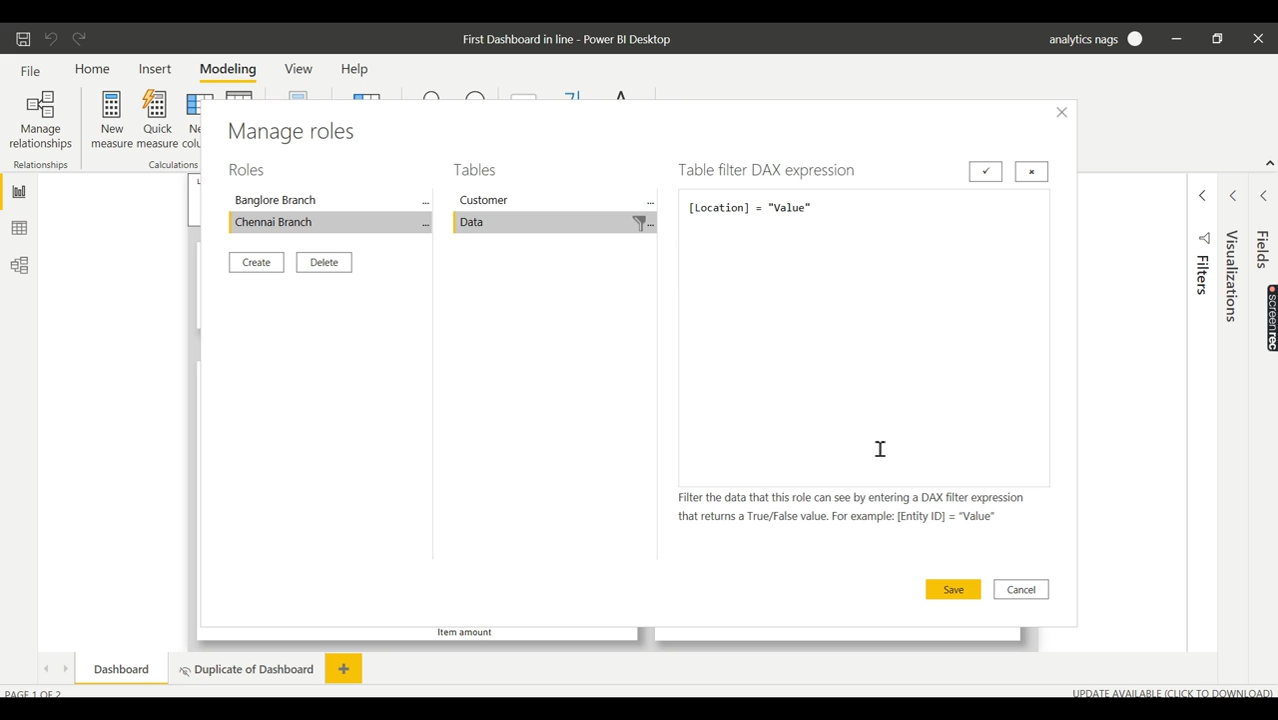 First Dashboard in line - Power BI Desktop
analytics nags
File
Home
Insert
Modeling
View
Help
Manage
relationships
New
measure
Quick
measure
Ne
colu
Relationships
Calculations
Manage roles
Roles
Tables
Table filter DAX expression
Banglore Branch
...
Chennai Branch
...
Create
Delete
Customer
...
Data
...
[Location] = "Value"
Filter the data that this role can see by entering a DAX filter expression
that returns a True/False value. For example: [Entity ID] = "Value"
Save
Cancel
Filters
Visualizations
Fields
screenrec
Item amount
Dashboard
Duplicate of Dashboard
PAGE 1 OF 2
UPDATE AVAILABLE (CLICK TO DOWNLOAD)